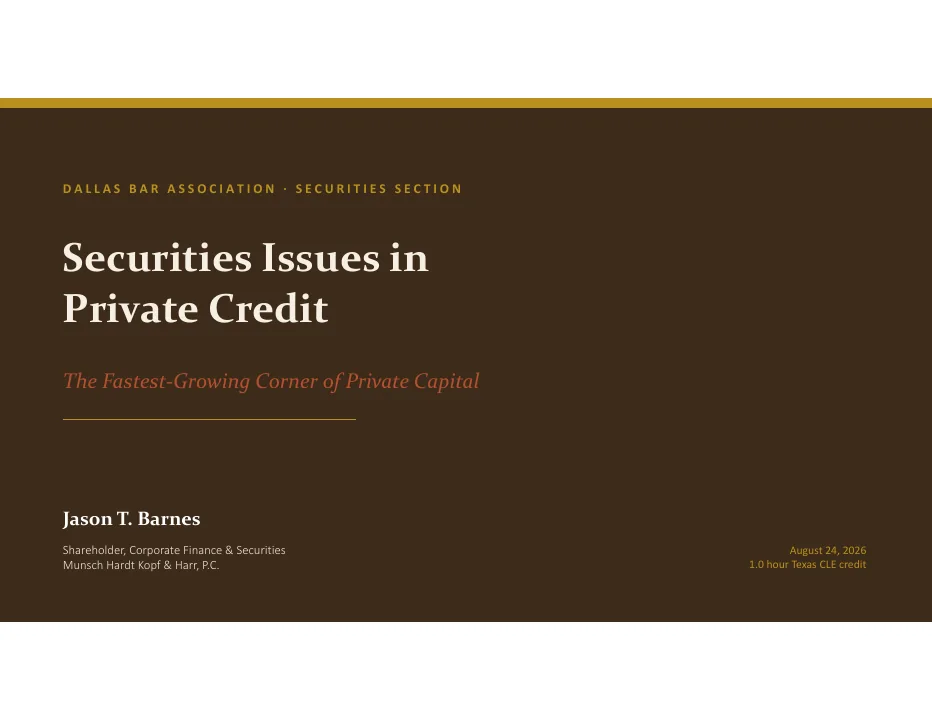 DALLAS BAR ASSOCIATION · SECURITIES SECTION
Securities Issues in
Private Credit
The Fastest-Growing Corner of Private Capital
Jason T. Barnes
Shareholder, Corporate Finance & Securities
Munsch Hardt Kopf & Harr, P.C.
August 24, 2026
1.0 hour Texas CLE credit